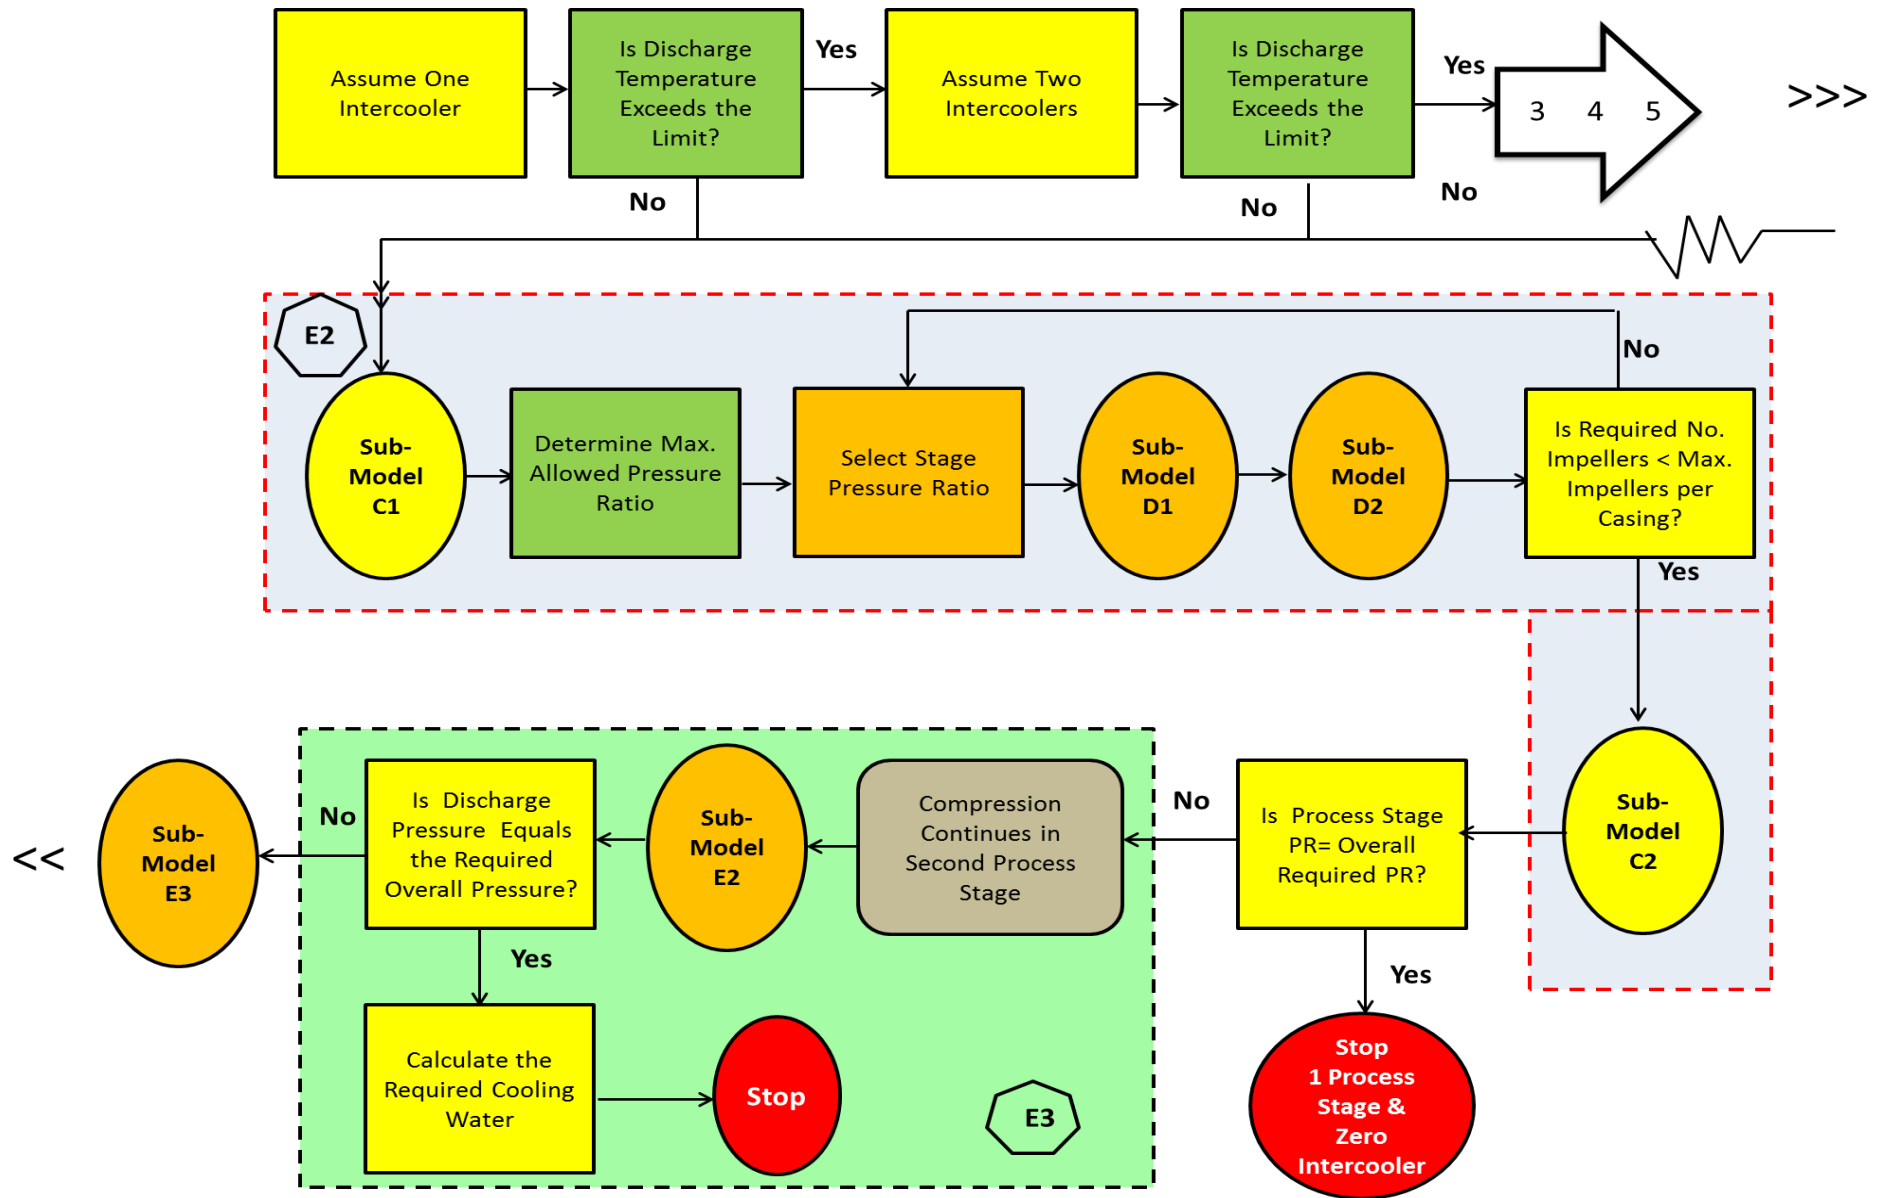 Assume One
Intercooler
Is Discharge
Temperature
Exceeds the
Limit?
Yes
Assume Two
Intercoolers
Is Discharge
Temperature
Exceeds the
Limit?
Yes
3 4 5
>>>
No
No
No
E2
No
Sub-
Model
C1
Determine Max.
Allowed Pressure
Ratio
Select Stage
Pressure Ratio
Sub-
Model
D1
Sub-
Model
D2
Is Required No.
Impellers < Max.
Impellers per
Casing?
Yes
<<
Sub-
Model
E3
No
Is Discharge
Pressure Equals
the Required
Overall Pressure?
Sub-
Model
E2
Compression
Continues in
Second Process
Stage
No
Is Process Stage
PR= Overall
Required PR?
Sub-
Model
C2
Yes
Yes
Calculate the
Required Cooling
Water
Stop
E3
Stop
1 Process
Stage &
Zero
Intercooler